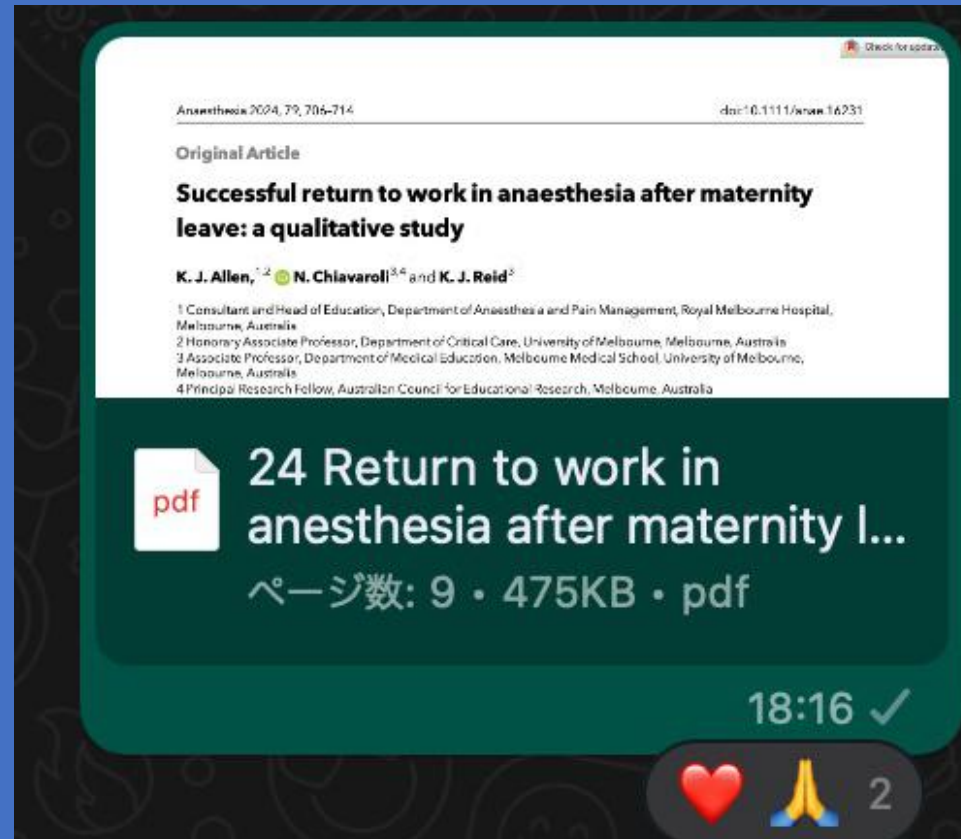 Check for updates
Anaesthesia 2024, 79, 706–714
doi:10.1111/anae.16231
Original Article
Successful return to work in anaesthesia after maternity
leave: a qualitative study
K. J. Allen,1,2 N. Chiavaroli3,4 and K. J. Reid3
1 Consultant and Head of Education, Department of Anaesthesia and Pain Management, Royal Melbourne Hospital,
Melbourne, Australia
2 Honorary Associate Professor, Department of Critical Care, University of Melbourne, Melbourne, Australia
3 Associate Professor, Department of Medical Education, Melbourne Medical School, University of Melbourne,
Melbourne, Australia
4 Principal Research Fellow, Australian Council for Educational Research, Melbourne, Australia
pdf
24 Return to work in
anesthesia after maternity l...
ページ数: 9 • 475KB • pdf
18:16 ✓
❤️ 🙏 2